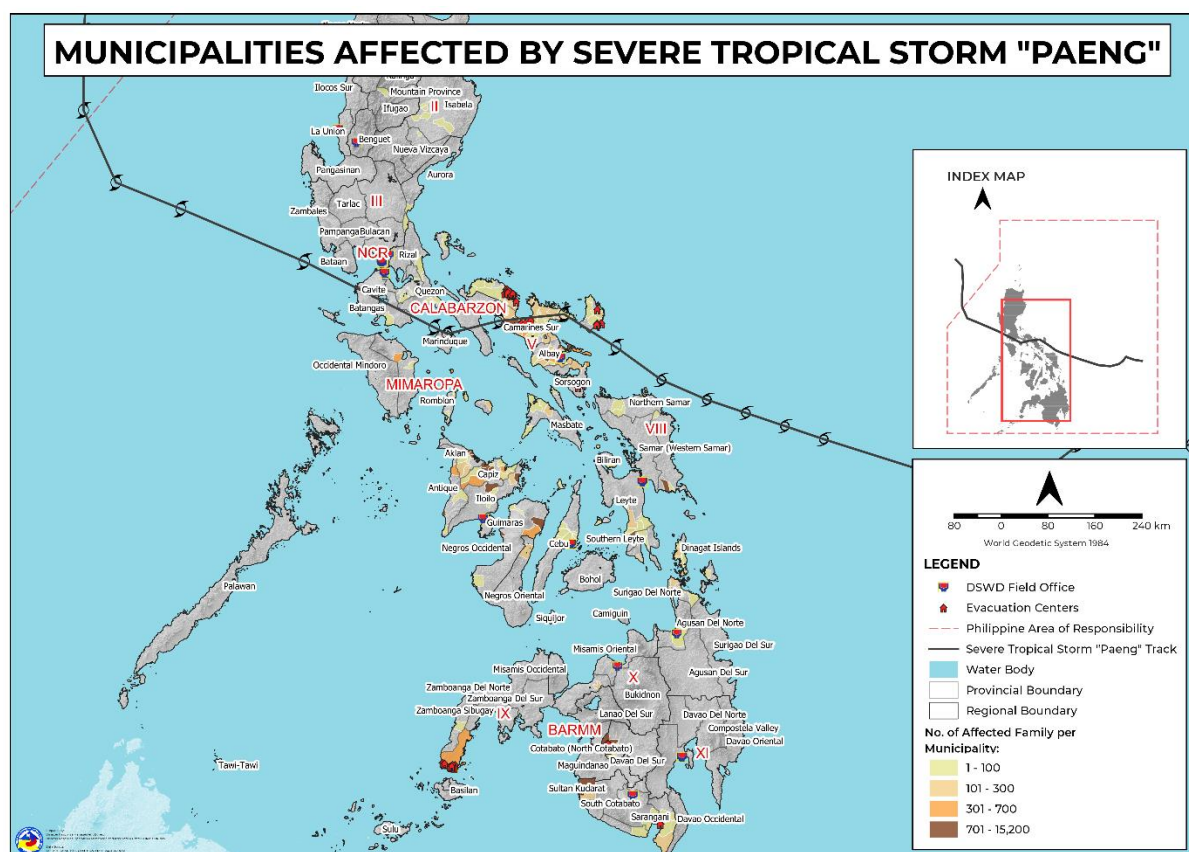 MUNICIPALITIES AFFECTED BY SEVERE TROPICAL STORM "PAENG"
Ilocos Sur
Mountain Province
Ifugao
II
Isabela
La Union
Benguet
Nueva Vizcaya
Pangasinan
Aurora
III
Zambales
Tarlac
Pampanga
Bulacan
NCR
Rizal
Bataan
Cavite
Quezon
Batangas
CALABARZON
Camarines Sur
Marinduque
V
Albay
Occidental Mindoro
MIMAROPA
Sorsogon
Romblon
Northern Samar
Masbate
VIII
Samar (Western Samar)
Aklan
Biliran
Capiz
Antique
Iloilo
Leyte
Guimaras
Negros Occidental
Cebu
Southern Leyte
Dinagat Islands
Palawan
Bohol
Negros Oriental
Surigao Del Norte
Siquijor
Camiguin
Agusan Del Norte
Surigao Del Sur
Misamis Oriental
Misamis Occidental
Agusan Del Sur
X
Zamboanga Del Norte
Bukidnon
Zamboanga Del Sur
Zamboanga Sibugay
IX
Lanao Del Sur
Davao Del Norte
BARMM
Compostela Valley
Cotabato (North Cotabato)
XI
Davao Oriental
Maguindanao
Davao Del Sur
Tawi-Tawi
Basilan
Sultan Kudarat
South Cotabato
Sarangani
Davao Occidental
Sulu
INDEX MAP
80 0 80 160 240 km
World Geodetic System 1984
LEGEND
DSWD Field Office
Evacuation Centers
Philippine Area of Responsibility
Severe Tropical Storm "Paeng" Track
Water Body
Provincial Boundary
Regional Boundary
No. of Affected Family per
Municipality:
1 - 100
101 - 300
301 - 700
701 - 15,200